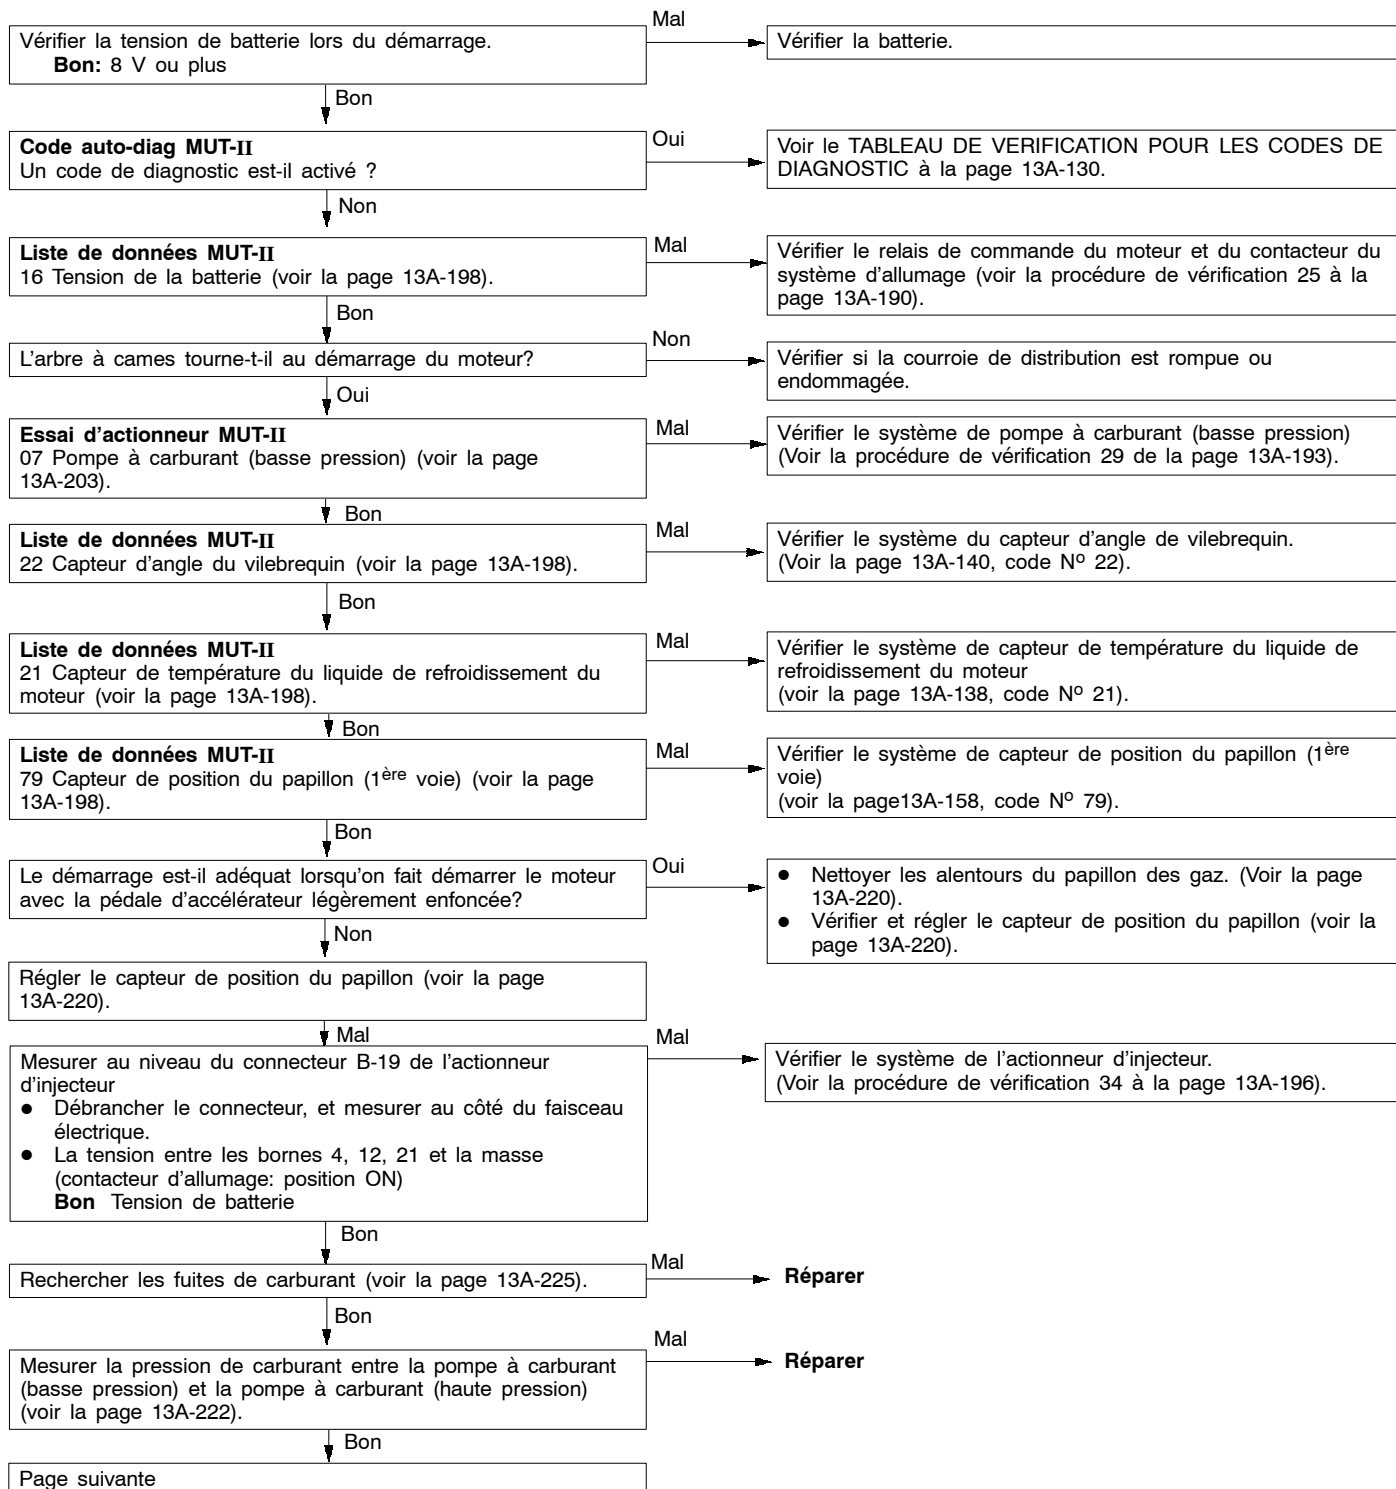 Mal
Vérifier la tension de batterie lors du démarrage.
Bon: 8 V ou plus
Vérifier la batterie.
Bon
Code auto-diag MUT-II
Un code de diagnostic est-il activé ?
Oui
Voir le TABLEAU DE VERIFICATION POUR LES CODES DE
DIAGNOSTIC à la page 13A-130.
Non
Liste de données MUT-II
16 Tension de la batterie (voir la page 13A-198).
Mal
Vérifier le relais de commande du moteur et du contacteur du
système d'allumage (voir la procédure de vérification 25 à la
page 13A-190).
Bon
L'arbre à cames tourne-t-il au démarrage du moteur?
Non
Vérifier si la courroie de distribution est rompue ou
endommagée.
Oui
Essai d'actionneur MUT-II
07 Pompe à carburant (basse pression) (voir la page
13A-203).
Mal
Vérifier le système de pompe à carburant (basse pression)
(Voir la procédure de vérification 29 de la page 13A-193).
Bon
Liste de données MUT-II
22 Capteur d'angle du vilebrequin (voir la page 13A-198).
Mal
Vérifier le système du capteur d'angle de vilebrequin.
(Voir la page 13A-140, code Nº 22).
Bon
Liste de données MUT-II
21 Capteur de température du liquide de refroidissement du
moteur (voir la page 13A-198).
Mal
Vérifier le système de capteur de température du liquide de
refroidissement du moteur
(voir la page 13A-138, code Nº 21).
Bon
Liste de données MUT-II
79 Capteur de position du papillon (1ère voie) (voir la page
13A-198).
Mal
Vérifier le système de capteur de position du papillon (1ère
voie)
(voir la page13A-158, code Nº 79).
Bon
Le démarrage est-il adéquat lorsqu'on fait démarrer le moteur
avec la pédale d'accélérateur légèrement enfoncée?
Oui
● Nettoyer les alentours du papillon des gaz. (Voir la page
13A-220).
● Vérifier et régler le capteur de position du papillon (voir la
page 13A-220).
Non
Régler le capteur de position du papillon (voir la page
13A-220).
Mal
Mesurer au niveau du connecteur B-19 de l'actionneur
d'injecteur
● Débrancher le connecteur, et mesurer au côté du faisceau
électrique.
● La tension entre les bornes 4, 12, 21 et la masse
(contacteur d'allumage: position ON)
Bon Tension de batterie
Mal
Vérifier le système de l'actionneur d'injecteur.
(Voir la procédure de vérification 34 à la page 13A-196).
Bon
Rechercher les fuites de carburant (voir la page 13A-225).
Mal
Réparer
Bon
Mesurer la pression de carburant entre la pompe à carburant
(basse pression) et la pompe à carburant (haute pression)
(voir la page 13A-222).
Mal
Réparer
Bon
Page suivante